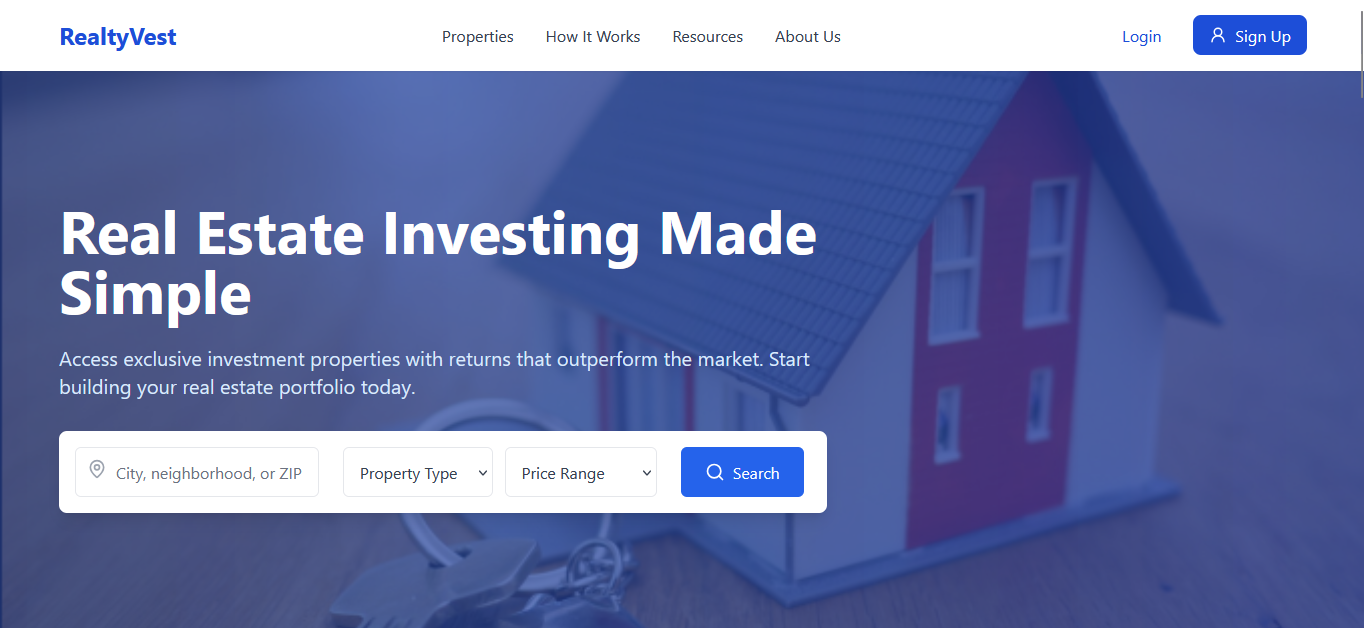 RealtyVest
Properties
How It Works
Resources
About Us
Login
Sign Up
Real Estate Investing Made
Simple
Access exclusive investment properties with returns that outperform the market. Start
building your real estate portfolio today.
City, neighborhood, or ZIP
Property Type
Price Range
Search